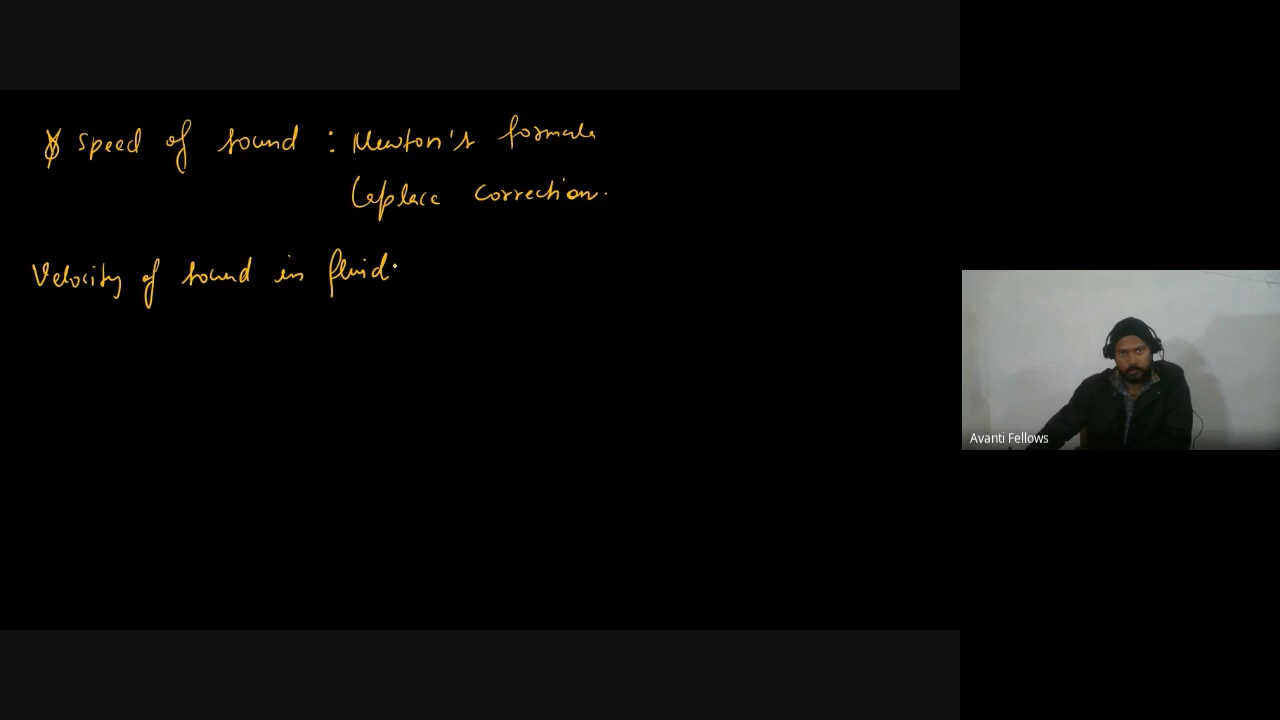 * Speed of sound : Newton's formula
Laplace correction.
Velocity of sound in fluid.
Avanti Fellows